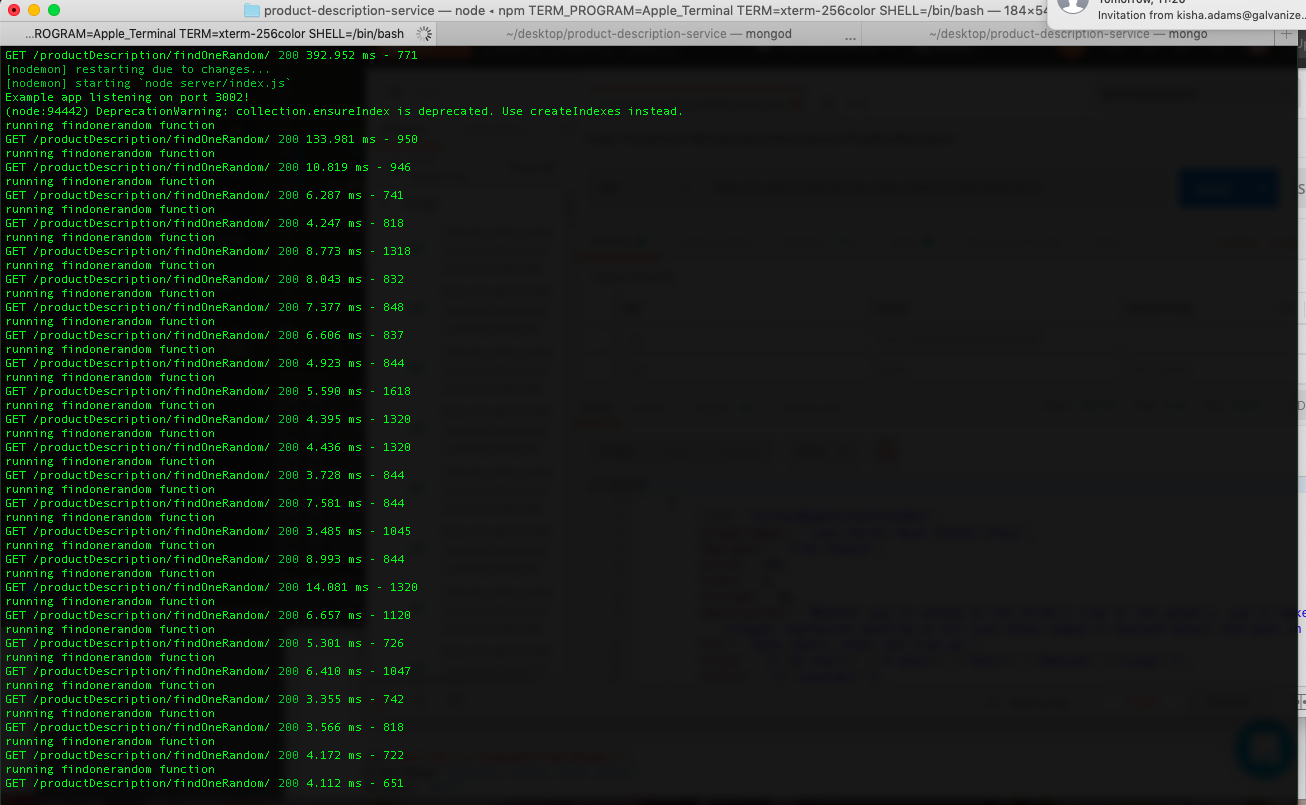 product-description-service — node ◂ npm TERM_PROGRAM=Apple_Terminal TERM=xterm-256color SHELL=/bin/bash — 184×54
Tomorrow, 11:20
Invitation from kisha.adams@galvanize...
...ROGRAM=Apple_Terminal TERM=xterm-256color SHELL=/bin/bash
~/desktop/product-description-service — mongod
...
~/desktop/product-description-service — mongo
GET /productDescription/findOneRandom/ 200 392.952 ms - 771
[nodemon] restarting due to changes...
[nodemon] starting `node server/index.js`
Example app listening on port 3002!
(node:94442) DeprecationWarning: collection.ensureIndex is deprecated. Use createIndexes instead.
running findonerandom function
GET /productDescription/findOneRandom/ 200 133.981 ms - 950
running findonerandom function
GET /productDescription/findOneRandom/ 200 10.819 ms - 946
running findonerandom function
GET /productDescription/findOneRandom/ 200 6.287 ms - 741
running findonerandom function
GET /productDescription/findOneRandom/ 200 4.247 ms - 818
running findonerandom function
GET /productDescription/findOneRandom/ 200 8.773 ms - 1318
running findonerandom function
GET /productDescription/findOneRandom/ 200 8.043 ms - 832
running findonerandom function
GET /productDescription/findOneRandom/ 200 7.377 ms - 848
running findonerandom function
GET /productDescription/findOneRandom/ 200 6.606 ms - 837
running findonerandom function
GET /productDescription/findOneRandom/ 200 4.923 ms - 844
running findonerandom function
GET /productDescription/findOneRandom/ 200 5.590 ms - 1618
running findonerandom function
GET /productDescription/findOneRandom/ 200 4.395 ms - 1320
running findonerandom function
GET /productDescription/findOneRandom/ 200 4.436 ms - 1320
running findonerandom function
GET /productDescription/findOneRandom/ 200 3.728 ms - 844
running findonerandom function
GET /productDescription/findOneRandom/ 200 7.581 ms - 844
running findonerandom function
GET /productDescription/findOneRandom/ 200 3.485 ms - 1045
running findonerandom function
GET /productDescription/findOneRandom/ 200 8.993 ms - 844
running findonerandom function
GET /productDescription/findOneRandom/ 200 14.081 ms - 1320
running findonerandom function
GET /productDescription/findOneRandom/ 200 6.657 ms - 1120
running findonerandom function
GET /productDescription/findOneRandom/ 200 5.301 ms - 726
running findonerandom function
GET /productDescription/findOneRandom/ 200 6.410 ms - 1047
running findonerandom function
GET /productDescription/findOneRandom/ 200 3.355 ms - 742
running findonerandom function
GET /productDescription/findOneRandom/ 200 3.566 ms - 818
running findonerandom function
GET /productDescription/findOneRandom/ 200 4.172 ms - 722
running findonerandom function
GET /productDescription/findOneRandom/ 200 4.112 ms - 651